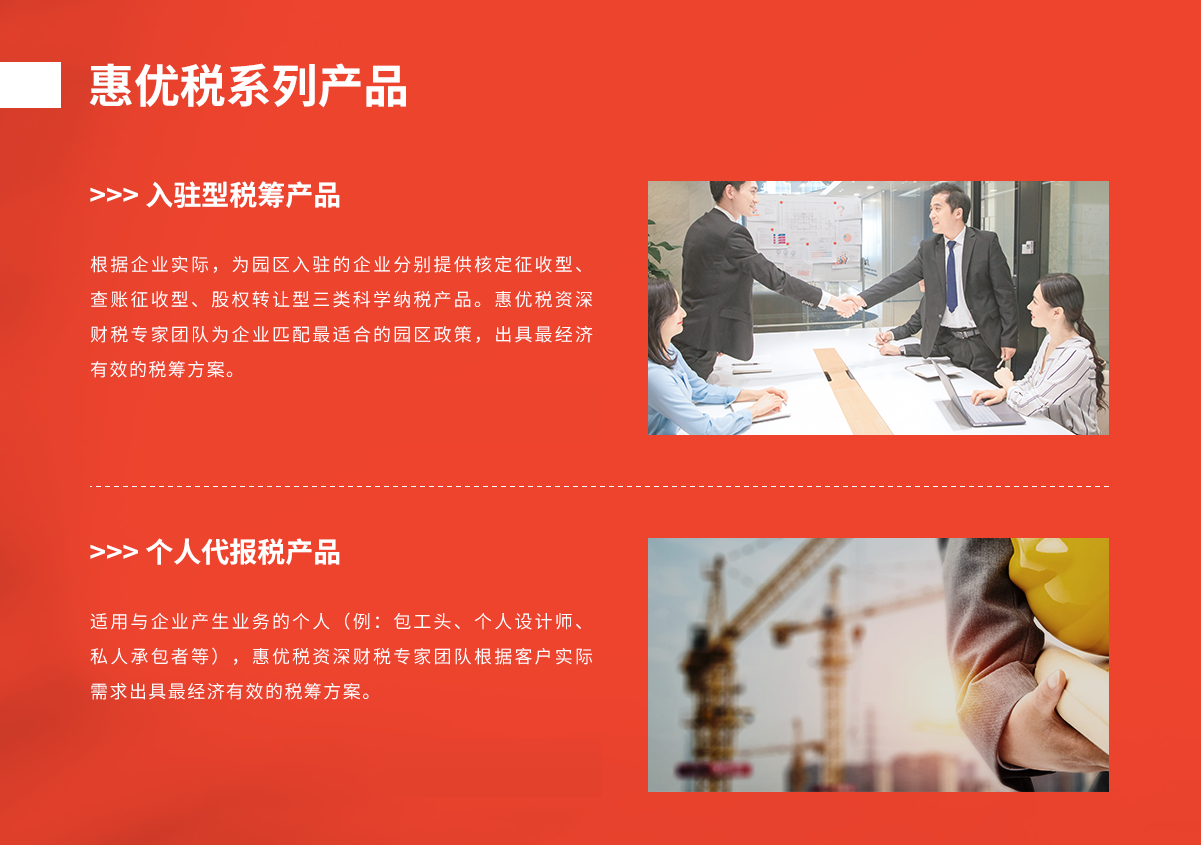 惠优税系列产品
>>> 入驻型税筹产品
根据企业实际，为园区入驻的企业分别提供核定征收型、
查账征收型、股权转让型三类科学纳税产品。惠优税资深
财税专家团队为企业匹配最适合的园区政策，出具最经济
有效的税筹方案。
>>> 个人代报税产品
适用与企业产生业务的个人（例：包工头、个人设计师、
私人承包者等），惠优税资深财税专家团队根据客户实际
需求出具最经济有效的税筹方案。